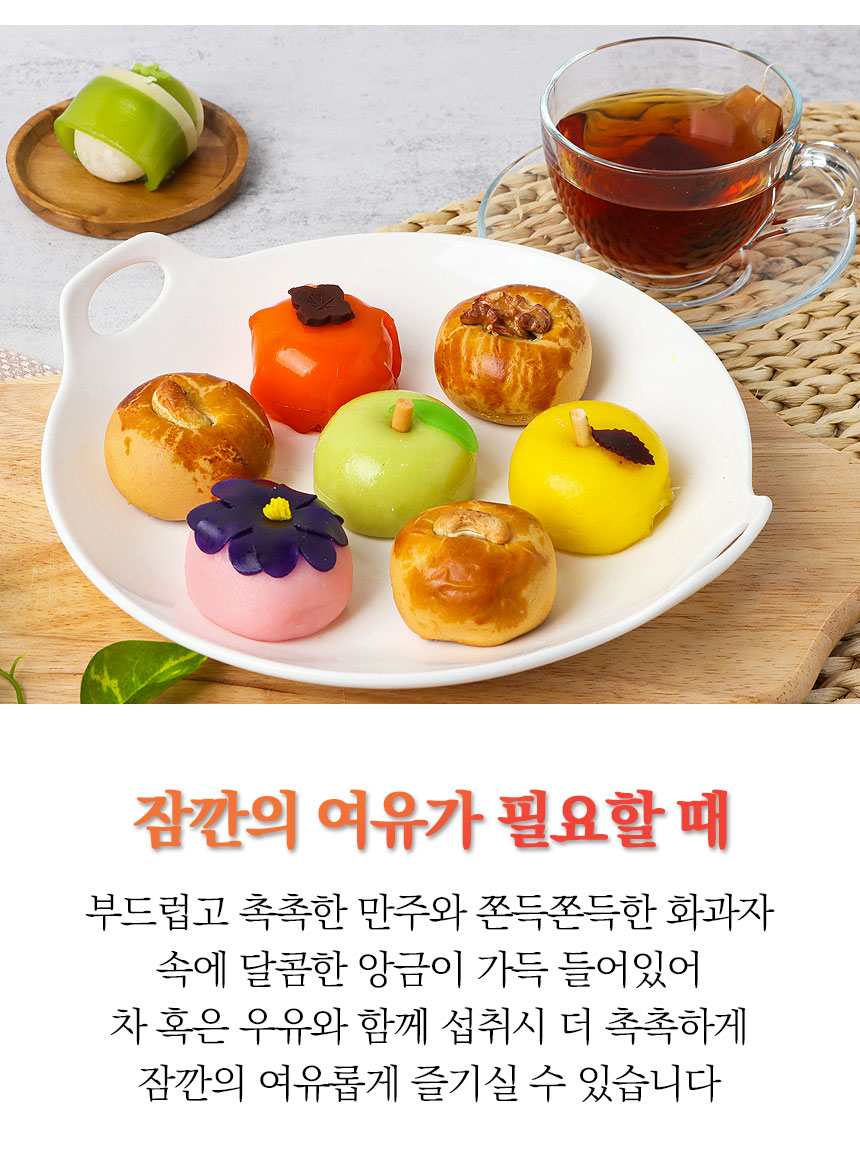 잠깐의 여유가 필요할 때
부드럽고 촉촉한 만주와 쫀득쫀득한 화과자
속에 달콤한 앙금이 가득 들어있어
차 혹은 우유와 함께 섭취시 더 촉촉하게
잠깐의 여유롭게 즐기실 수 있습니다